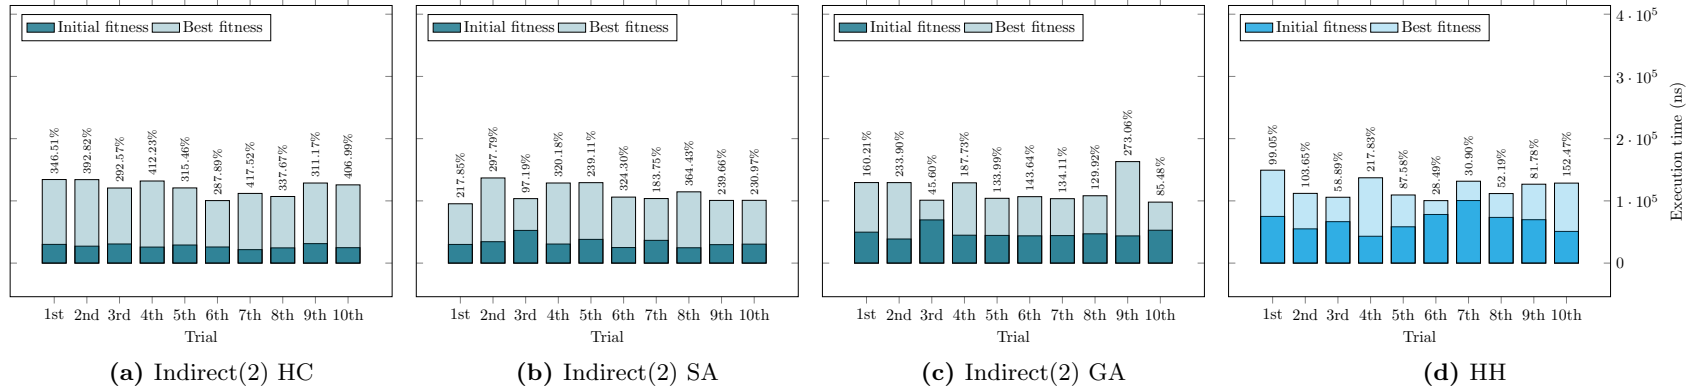 Initial fitness Best fitness
346.51%
392.82%
292.57%
412.23%
315.46%
287.89%
417.52%
337.67%
311.17%
406.99%
1st 2nd 3rd 4th 5th 6th 7th 8th 9th 10th
Trial
(a) Indirect(2) HC
Initial fitness Best fitness
217.85%
297.79%
97.19%
320.18%
239.11%
324.30%
183.75%
364.43%
239.66%
230.97%
1st 2nd 3rd 4th 5th 6th 7th 8th 9th 10th
Trial
(b) Indirect(2) SA
Initial fitness Best fitness
160.21%
233.90%
45.60%
187.73%
133.99%
143.64%
134.11%
129.92%
273.06%
85.48%
1st 2nd 3rd 4th 5th 6th 7th 8th 9th 10th
Trial
(c) Indirect(2) GA
Initial fitness Best fitness
99.05%
103.65%
58.89%
217.83%
87.58%
28.49%
30.90%
52.19%
81.78%
152.47%
1st 2nd 3rd 4th 5th 6th 7th 8th 9th 10th
Trial
(d) HH
4 · 10⁵
3 · 10⁵
2 · 10⁵
1 · 10⁵
0
Execution time (ns)